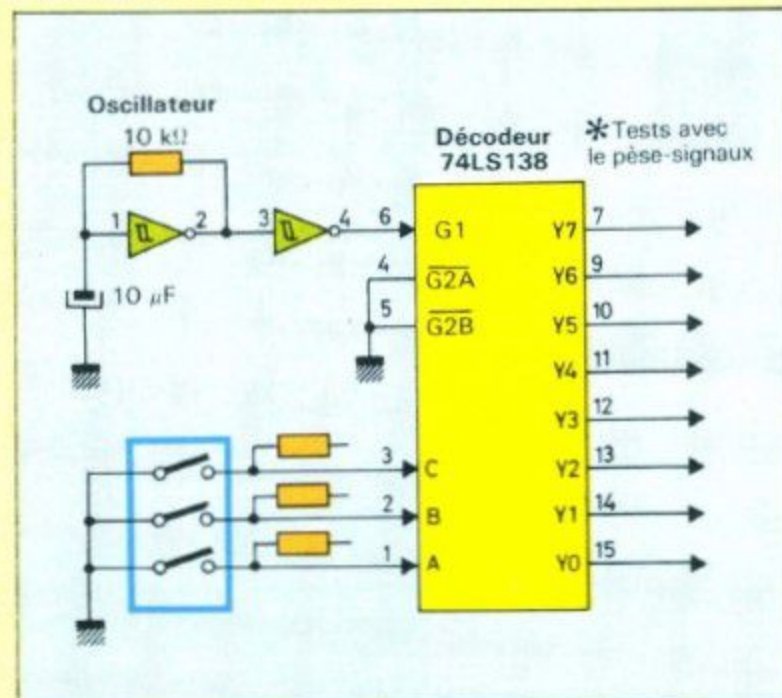 Oscillateur
10 kΩ
1
2
3
4
10 µF
Décodeur
74LS138
*Tests avec
le pèse-signaux
6
G1
Y7
7
4
G2A
Y6
9
5
G2B
Y5
10
Y4
11
Y3
12
3
C
Y2
13
2
B
Y1
14
1
A
Y0
15